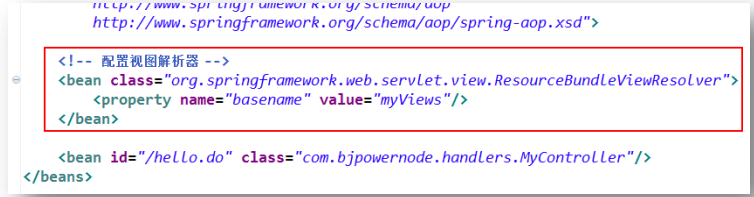 http://www.springframework.org/schema/aop
http://www.springframework.org/schema/aop/spring-aop.xsd">
<!-- 配置视图解析器 -->
<bean class="org.springframework.web.servlet.view.ResourceBundleViewResolver">
<property name="basename" value="myViews"/>
</bean>
<bean id="/hello.do" class="com.bjpowernode.handlers.MyController"/>
</beans>